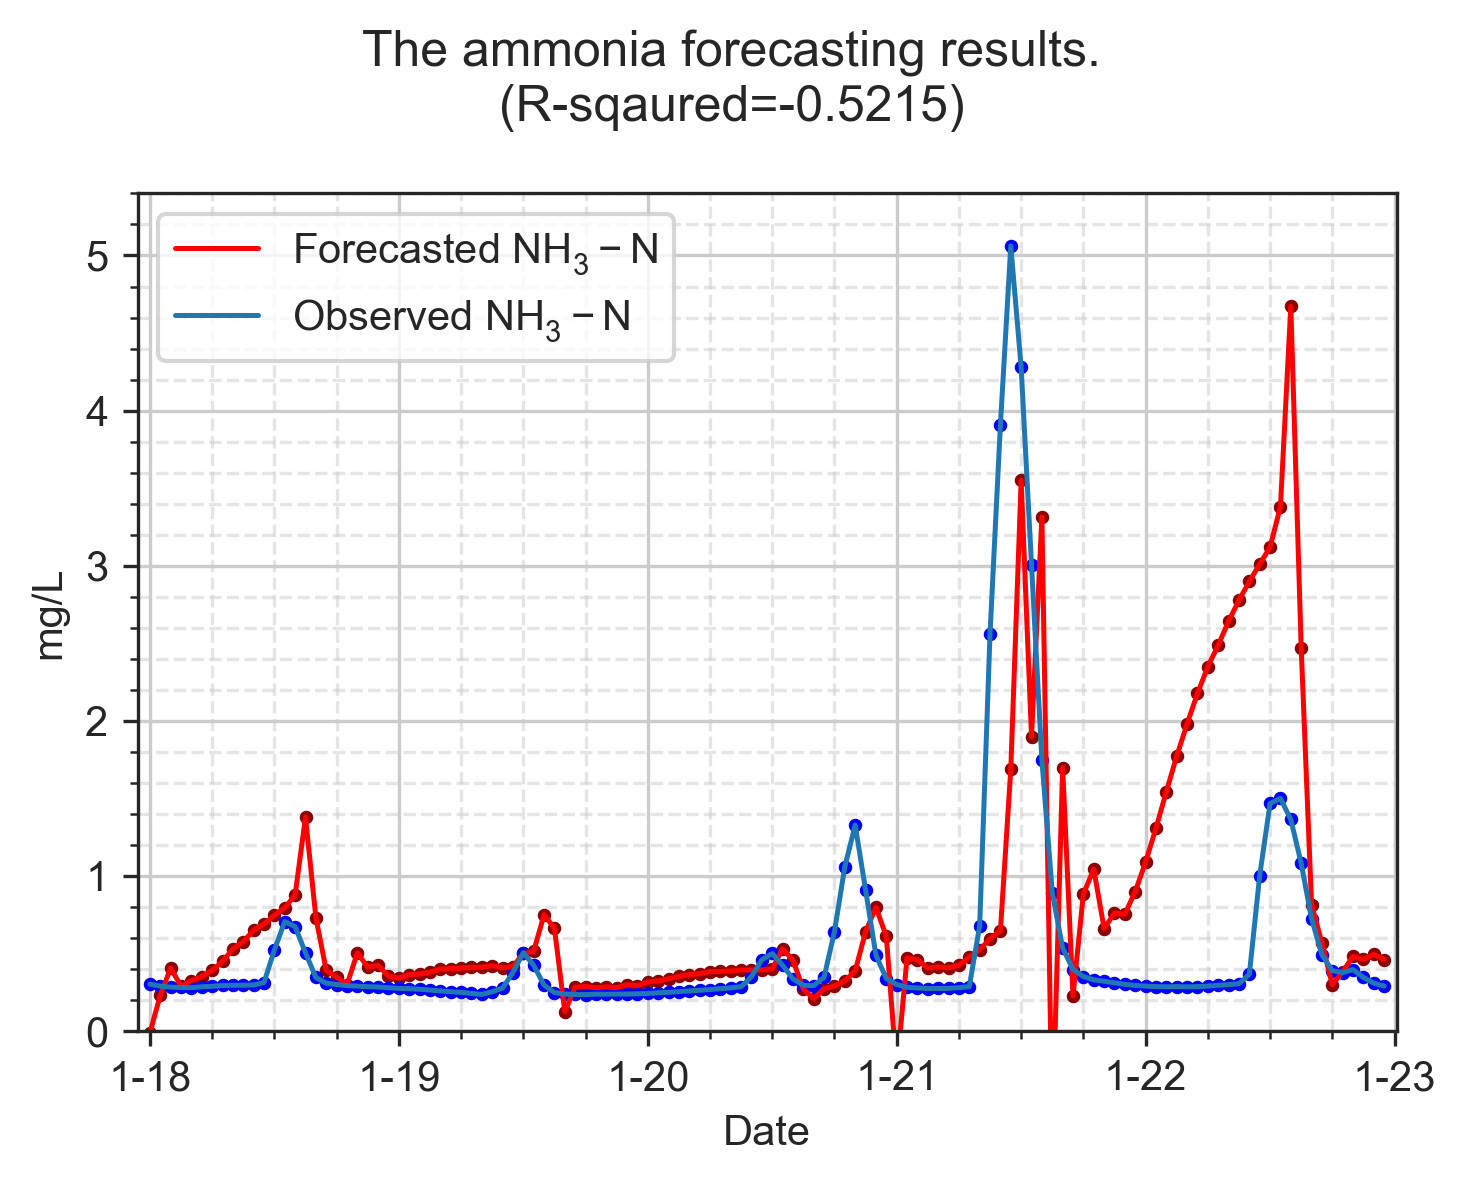 The ammonia forecasting results.
(R-sqaured=-0.5215)
Forecasted NH₃ − N
Observed NH₃ − N
5
4
3
2
1
0
mg/L
1-18 1-19 1-20 1-21 1-22 1-23
Date